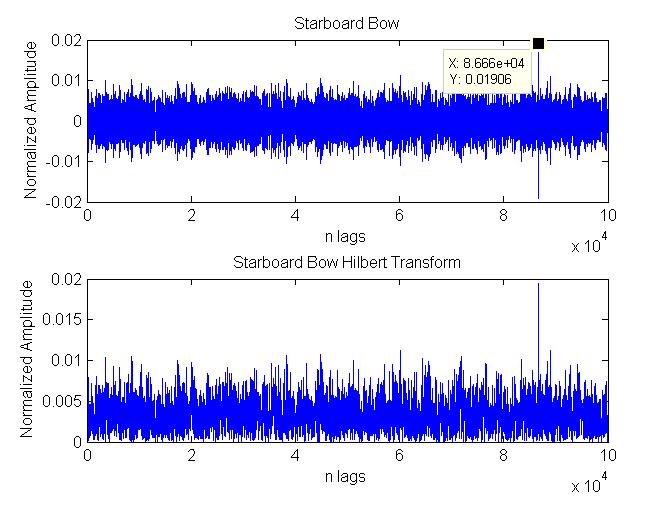 Starboard Bow
Normalized Amplitude
0.02
0.01
0
-0.01
-0.02
X: 8.666e+04
Y: 0.01906
0 2 4 6 8 10
n lags
x 10^4
Starboard Bow Hilbert Transform
Normalized Amplitude
0.02
0.015
0.01
0.005
0
0 2 4 6 8 10
n lags
x 10^4